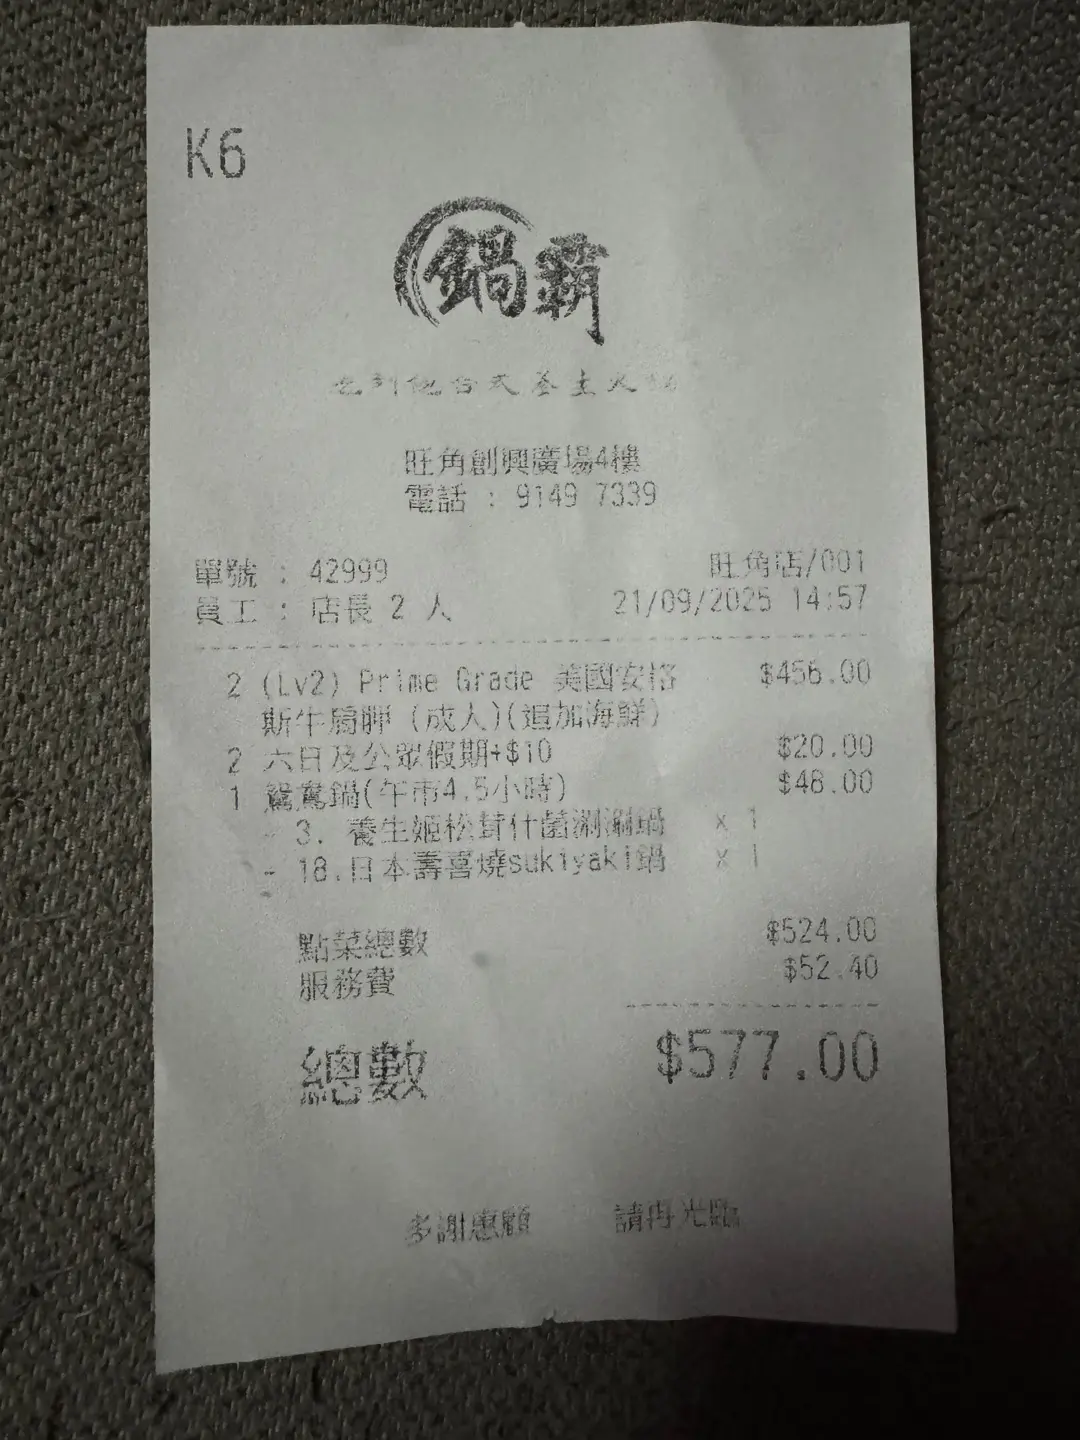 K6
鍋霸
旺角創興廣場4樓
電話 : 9149 7339
單號 : 42999 旺角店/001
員工 : 店長 2 人 21/09/2025 14:57
2 (Lv2) Prime Grade 美國安格 $456.00
斯牛肩胛 (成人)(追加海鮮)
2 六日及公眾假期+$10 $20.00
1 鴛鴦鍋(午市4.5小時) $48.00
- 3. 養生姬松茸什菌涮涮鍋 x 1
- 18.日本壽喜燒sukiyaki鍋 x 1
點菜總數 $524.00
服務費 $52.40
總數 $577.00
多謝惠顧 請再光臨